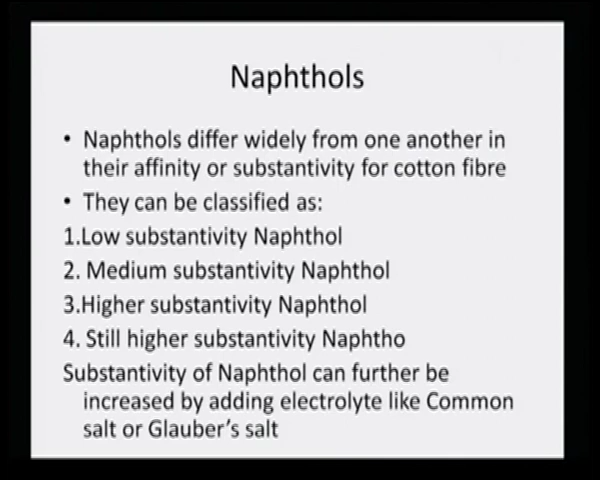 Naphthols
• Naphthols differ widely from one another in
their affinity or substantivity for cotton fibre
• They can be classified as:
1.Low substantivity Naphthol
2. Medium substantivity Naphthol
3.Higher substantivity Naphthol
4. Still higher substantivity Naphtho
Substantivity of Naphthol can further be
increased by adding electrolyte like Common
salt or Glauber's salt